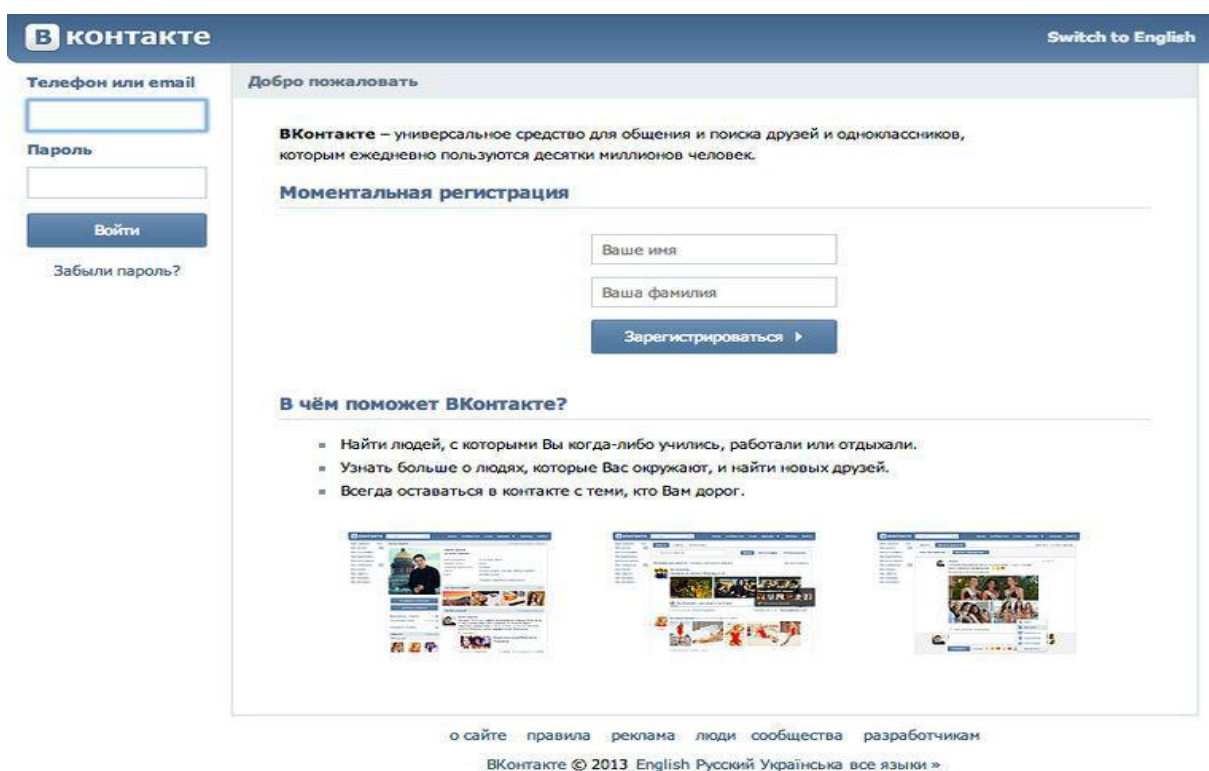 В контакте
Switch to English
Телефон или email
Пароль
Войти
Забыли пароль?
Добро пожаловать
ВКонтакте – универсальное средство для общения и поиска друзей и одноклассников,
которым ежедневно пользуются десятки миллионов человек.
Моментальная регистрация
Ваше имя
Ваша фамилия
Зарегистрироваться
В чём поможет ВКонтакте?
Найти людей, с которыми Вы когда-либо учились, работали или отдыхали.
Узнать больше о людях, которые Вас окружают, и найти новых друзей.
Всегда оставаться в контакте с теми, кто Вам дорог.
о сайте правила реклама люди сообщества разработчикам
ВКонтакте © 2013 English Русский Українська все языки »